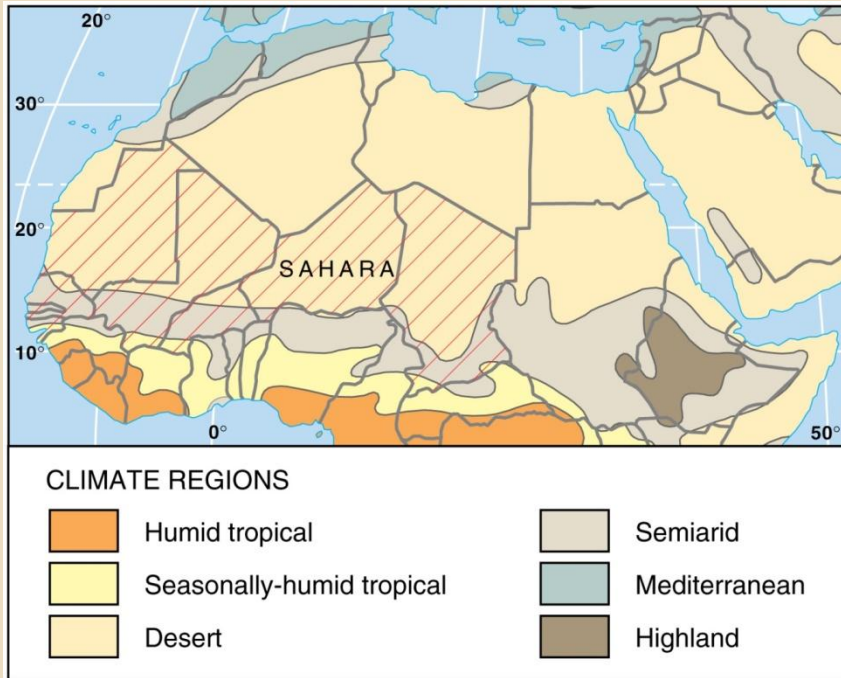 20°
30°
20°
SAHARA
10°
0°
50°
CLIMATE REGIONS
Humid tropical
Seasonally-humid tropical
Desert
Semiarid
Mediterranean
Highland